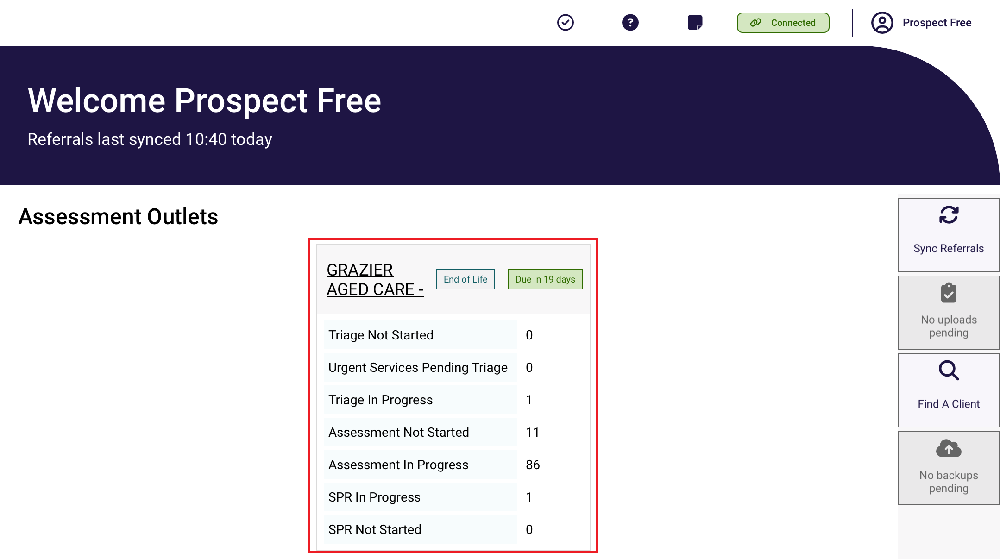 Connected
Prospect Free
Welcome Prospect Free
Referrals last synced 10:40 today
Assessment Outlets
GRAZIER
AGED CARE -
End of Life
Due in 19 days
Triage Not Started 0
Urgent Services Pending Triage 0
Triage In Progress 1
Assessment Not Started 11
Assessment In Progress 86
SPR In Progress 1
SPR Not Started 0
Sync Referrals
No uploads
pending
Find A Client
No backups
pending